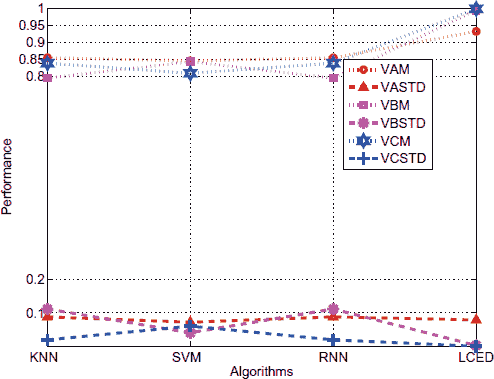 1
0.95
0.9
0.85
0.8
VAM
VASTD
VBM
VBSTD
VCM
VCSTD
Performance
0.2
0.1
KNN SVM RNN LCED
Algorithms